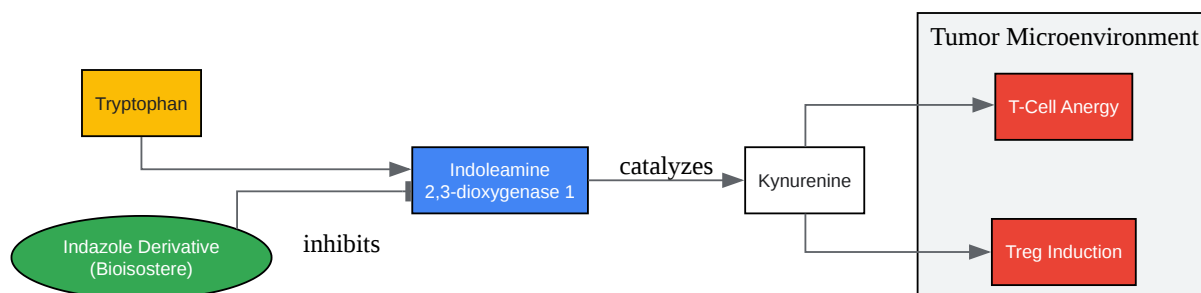 Tumor Microenvironment
Tryptophan
T-Cell Anergy
Indoleamine
2,3-dioxygenase 1
catalyzes
Kynurenine
Indazole Derivative
(Bioisostere)
inhibits
Treg Induction